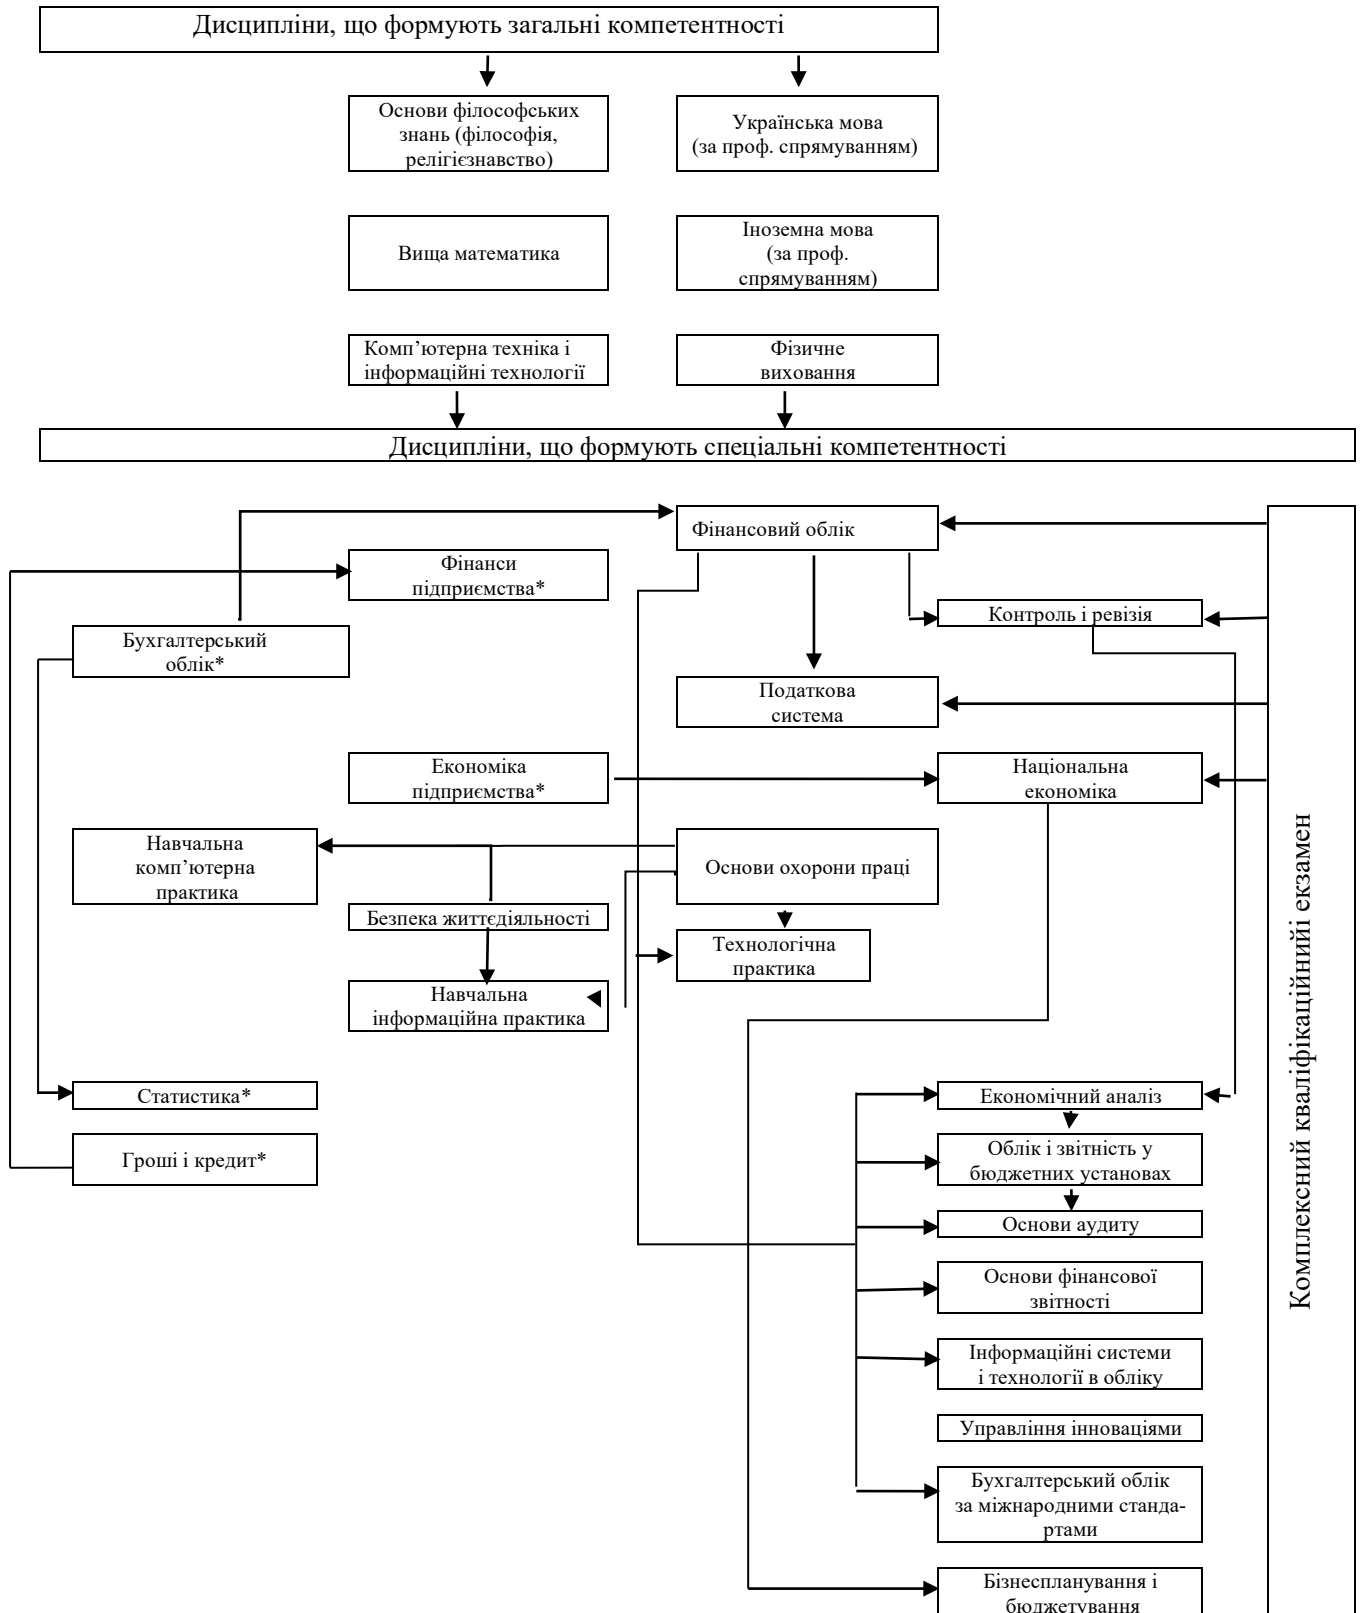 Дисципліни, що формують загальні компетентності
Основи філософських
знань (філософія,
релігієзнавство)
Українська мова
(за проф. спрямуванням)
Вища математика
Іноземна мова
(за проф.
спрямуванням)
Комп’ютерна техніка і
інформаційні технології
Фізичне
виховання
Дисципліни, що формують спеціальні компетентності
Фінансовий облік
Фінанси
підприємства*
Контроль і ревізія
Бухгалтерський
облік*
Податкова
система
Економіка
підприємства*
Національна
економіка
Навчальна
комп’ютерна
практика
Основи охорони праці
Безпека життєдіяльності
Технологічна
практика
Навчальна
інформаційна практика
Статистика*
Економічний аналіз
Гроші і кредит*
Облік і звітність у
бюджетних установах
Основи аудиту
Основи фінансової
звітності
Інформаційні системи
і технології в обліку
Управління інноваціями
Бухгалтерський облік
за міжнародними станда-
ртами
Бізнеспланування і
бюджетування
Комплексний кваліфікаційний екзамен